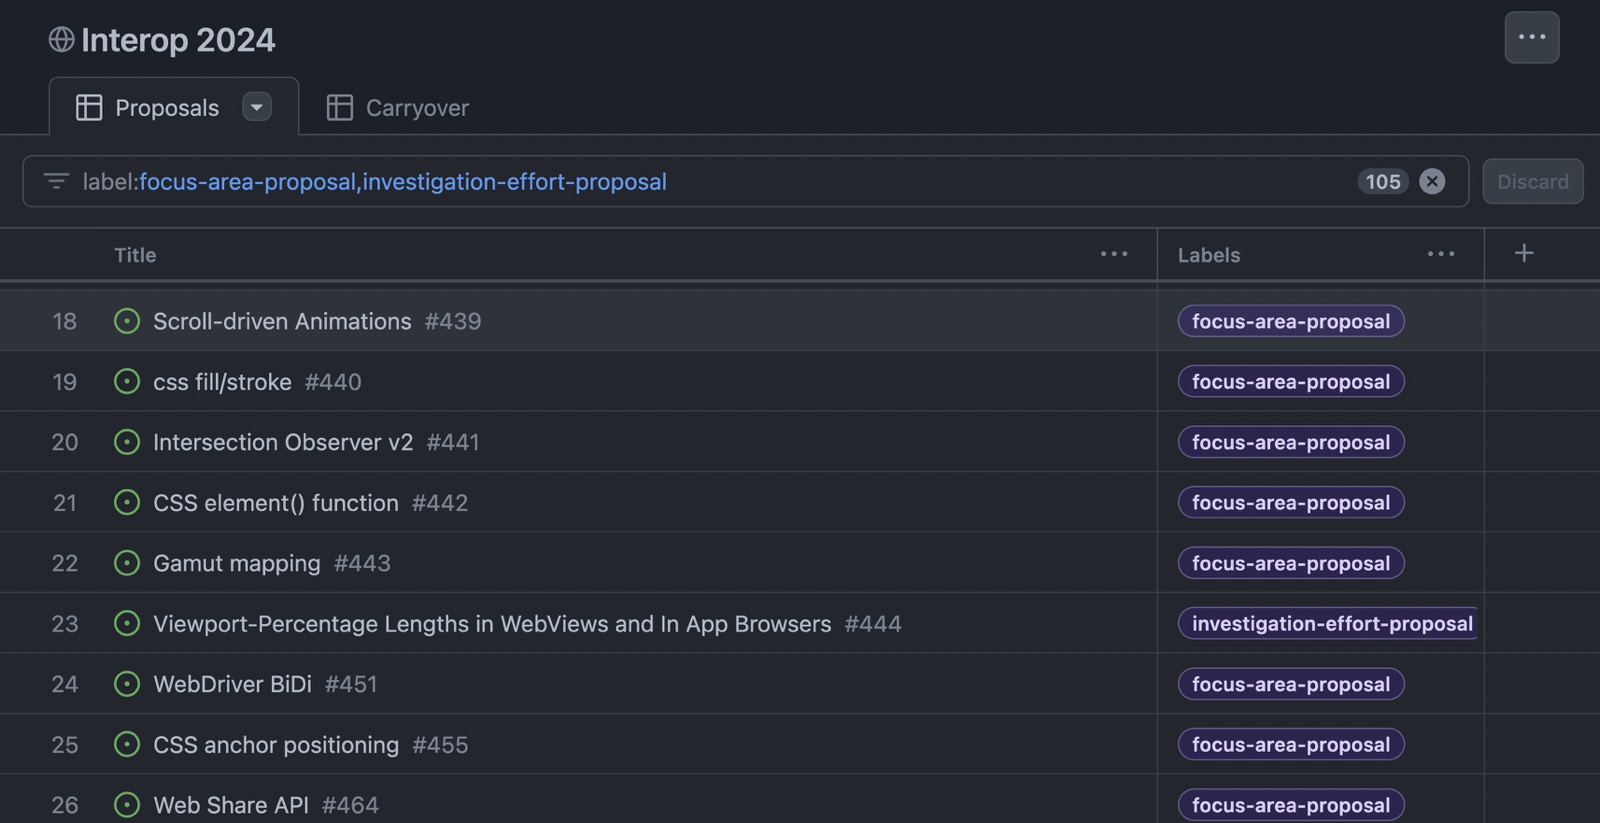 Interop 2024
Proposals
Carryover
label:focus-area-proposal,investigation-effort-proposal 105 Discard
Title Labels
18 Scroll-driven Animations #439 focus-area-proposal
19 css fill/stroke #440 focus-area-proposal
20 Intersection Observer v2 #441 focus-area-proposal
21 CSS element() function #442 focus-area-proposal
22 Gamut mapping #443 focus-area-proposal
23 Viewport-Percentage Lengths in WebViews and In App Browsers #444 investigation-effort-proposal
24 WebDriver BiDi #451 focus-area-proposal
25 CSS anchor positioning #455 focus-area-proposal
26 Web Share API #464 focus-area-proposal